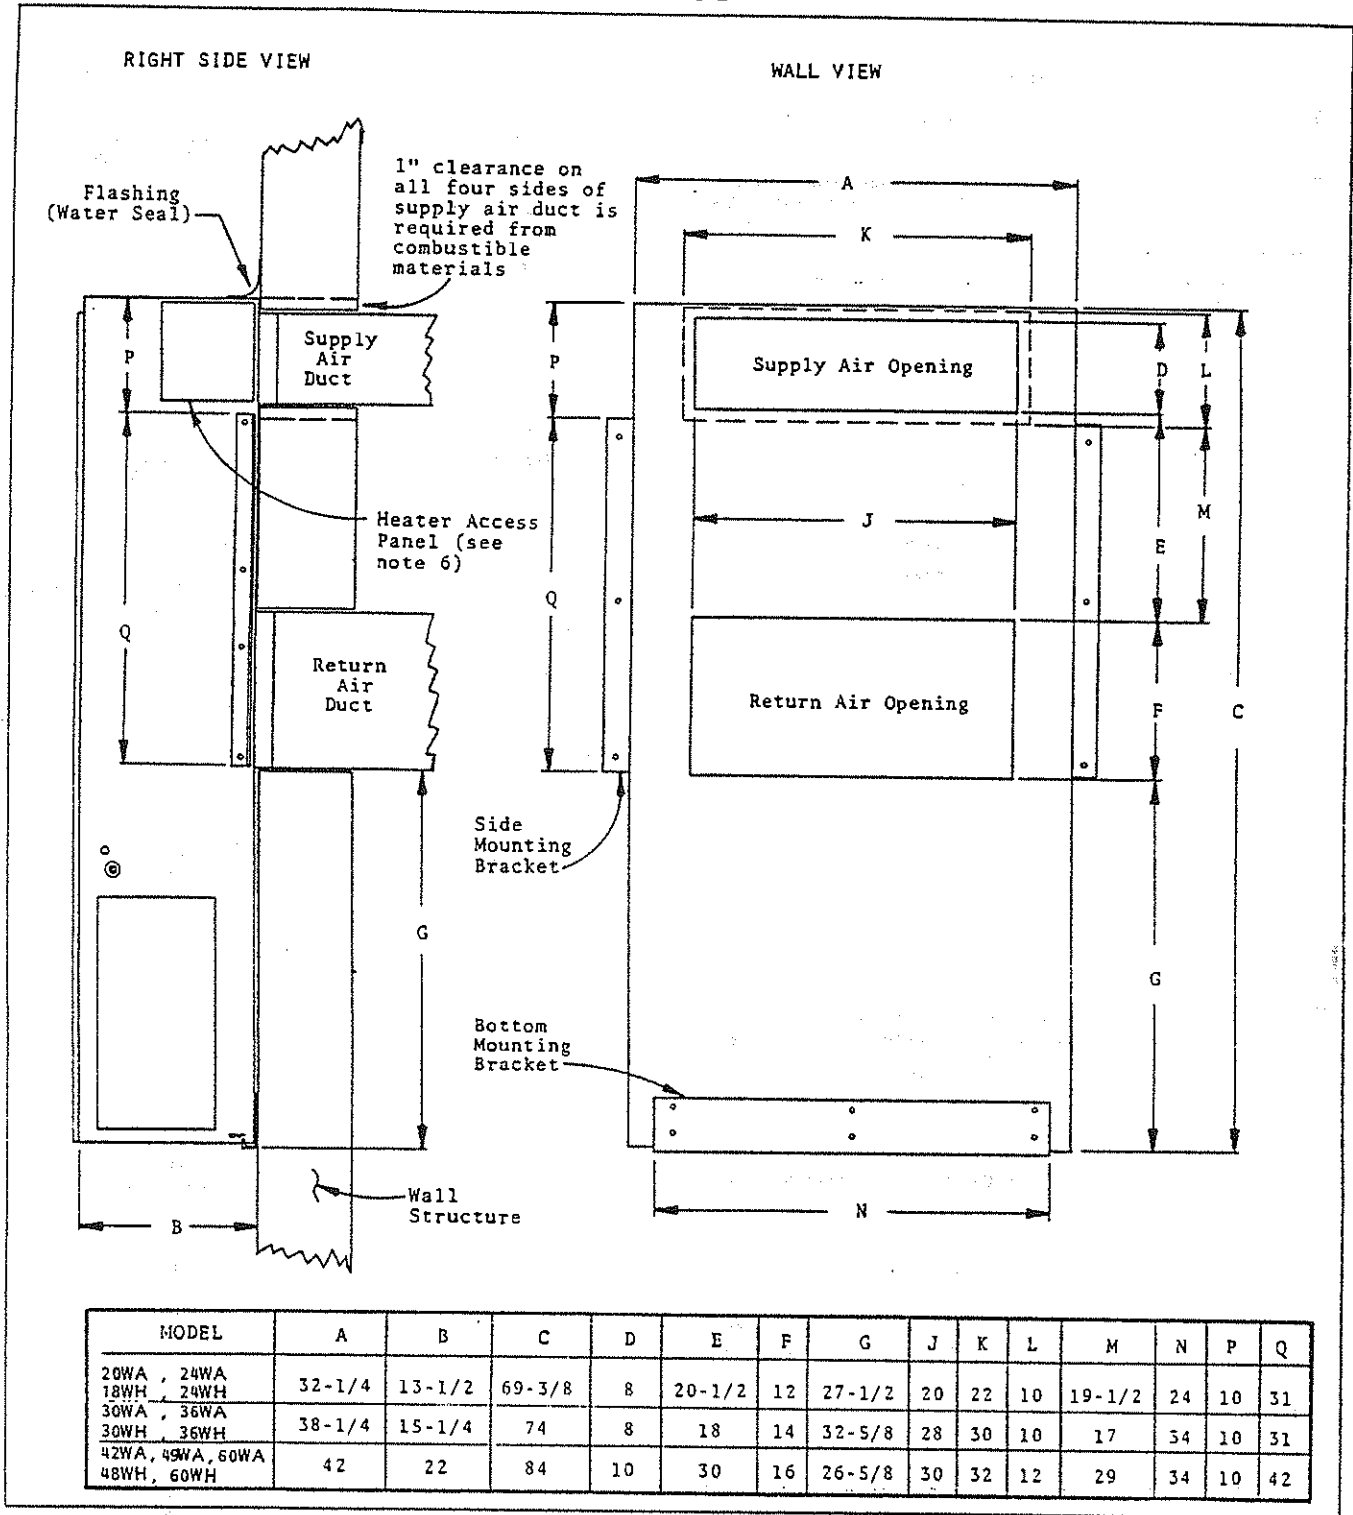 RIGHT SIDE VIEW
WALL VIEW
Flashing
(Water Seal)
1" clearance on
all four sides of
supply air duct is
required from
combustible
materials
A
K
P
Supply
Air
Duct
P
Supply Air Opening
D
L
Heater Access
Panel (see
note 6)
J
M
E
Q
Q
Return
Air
Duct
Return Air Opening
F
C
Side
Mounting
Bracket
G
G
Bottom
Mounting
Bracket
Wall
Structure
B
N
MODEL A B C D E F G J K L M N P Q
20WA , 24WA
18WH , 24WH
32-1/4 13-1/2 69-3/8 8 20-1/2 12 27-1/2 20 22 10 19-1/2 24 10 31
30WA , 36WA
30WH , 36WH
38-1/4 15-1/4 74 8 18 14 32-5/8 28 30 10 17 34 10 31
42WA, 49WA, 60WA
48WH, 60WH
42 22 84 10 30 16 26-5/8 30 32 12 29 34 10 42